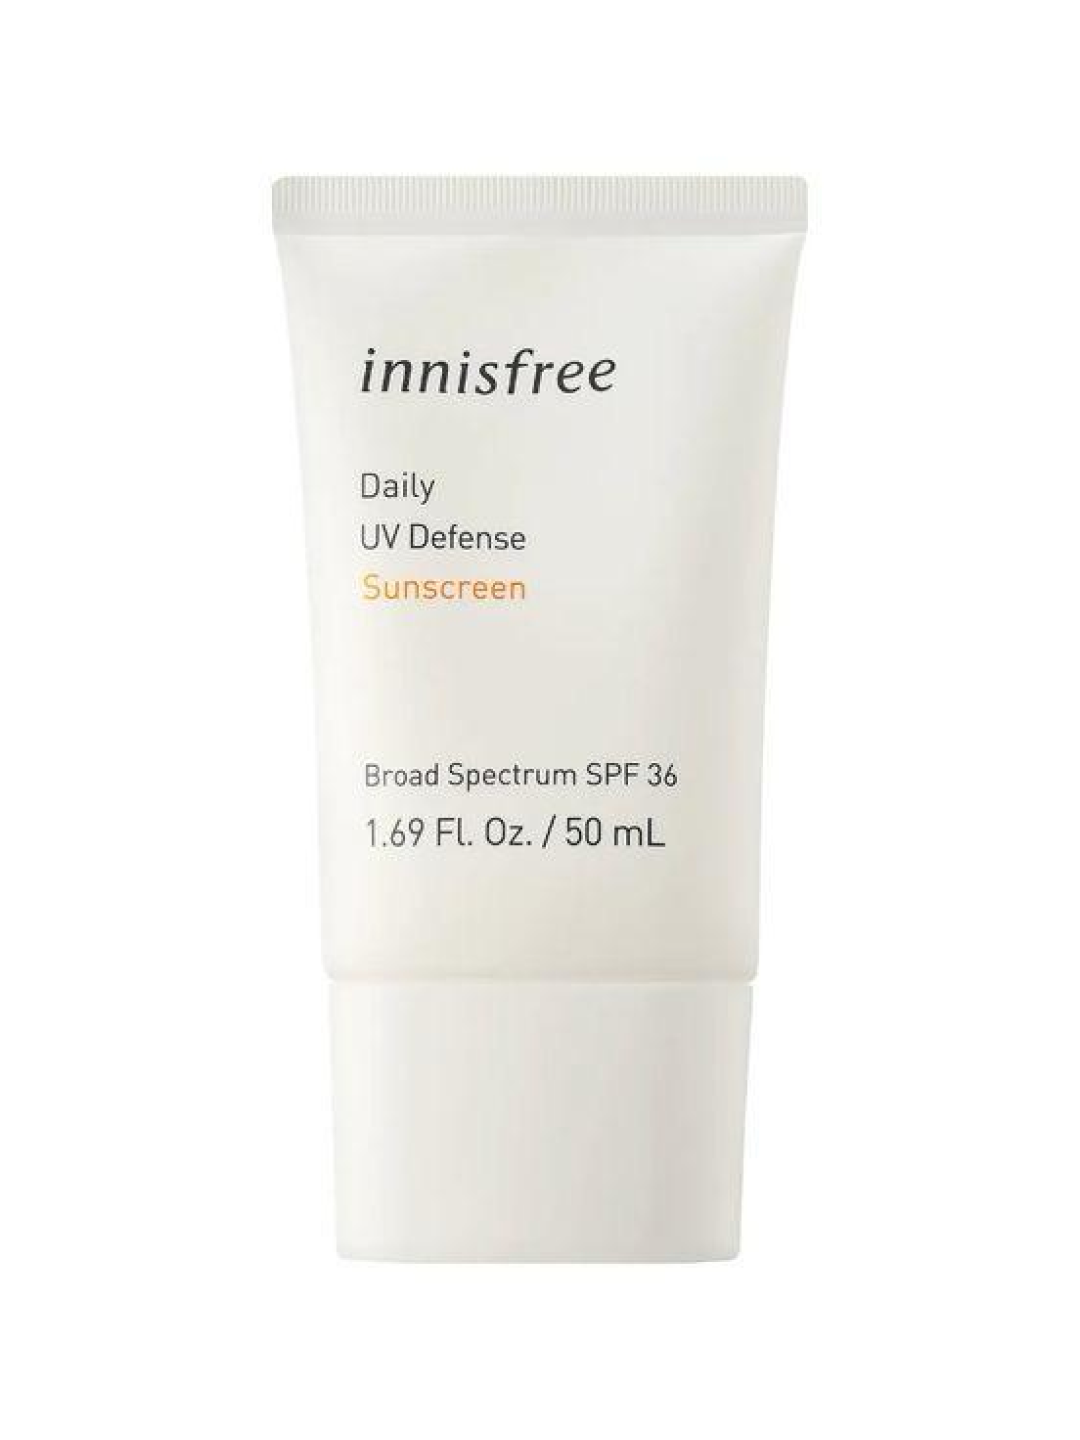 innisfree
Daily
UV Defense
Sunscreen
Broad Spectrum SPF 36
1.69 Fl. Oz. / 50 mL